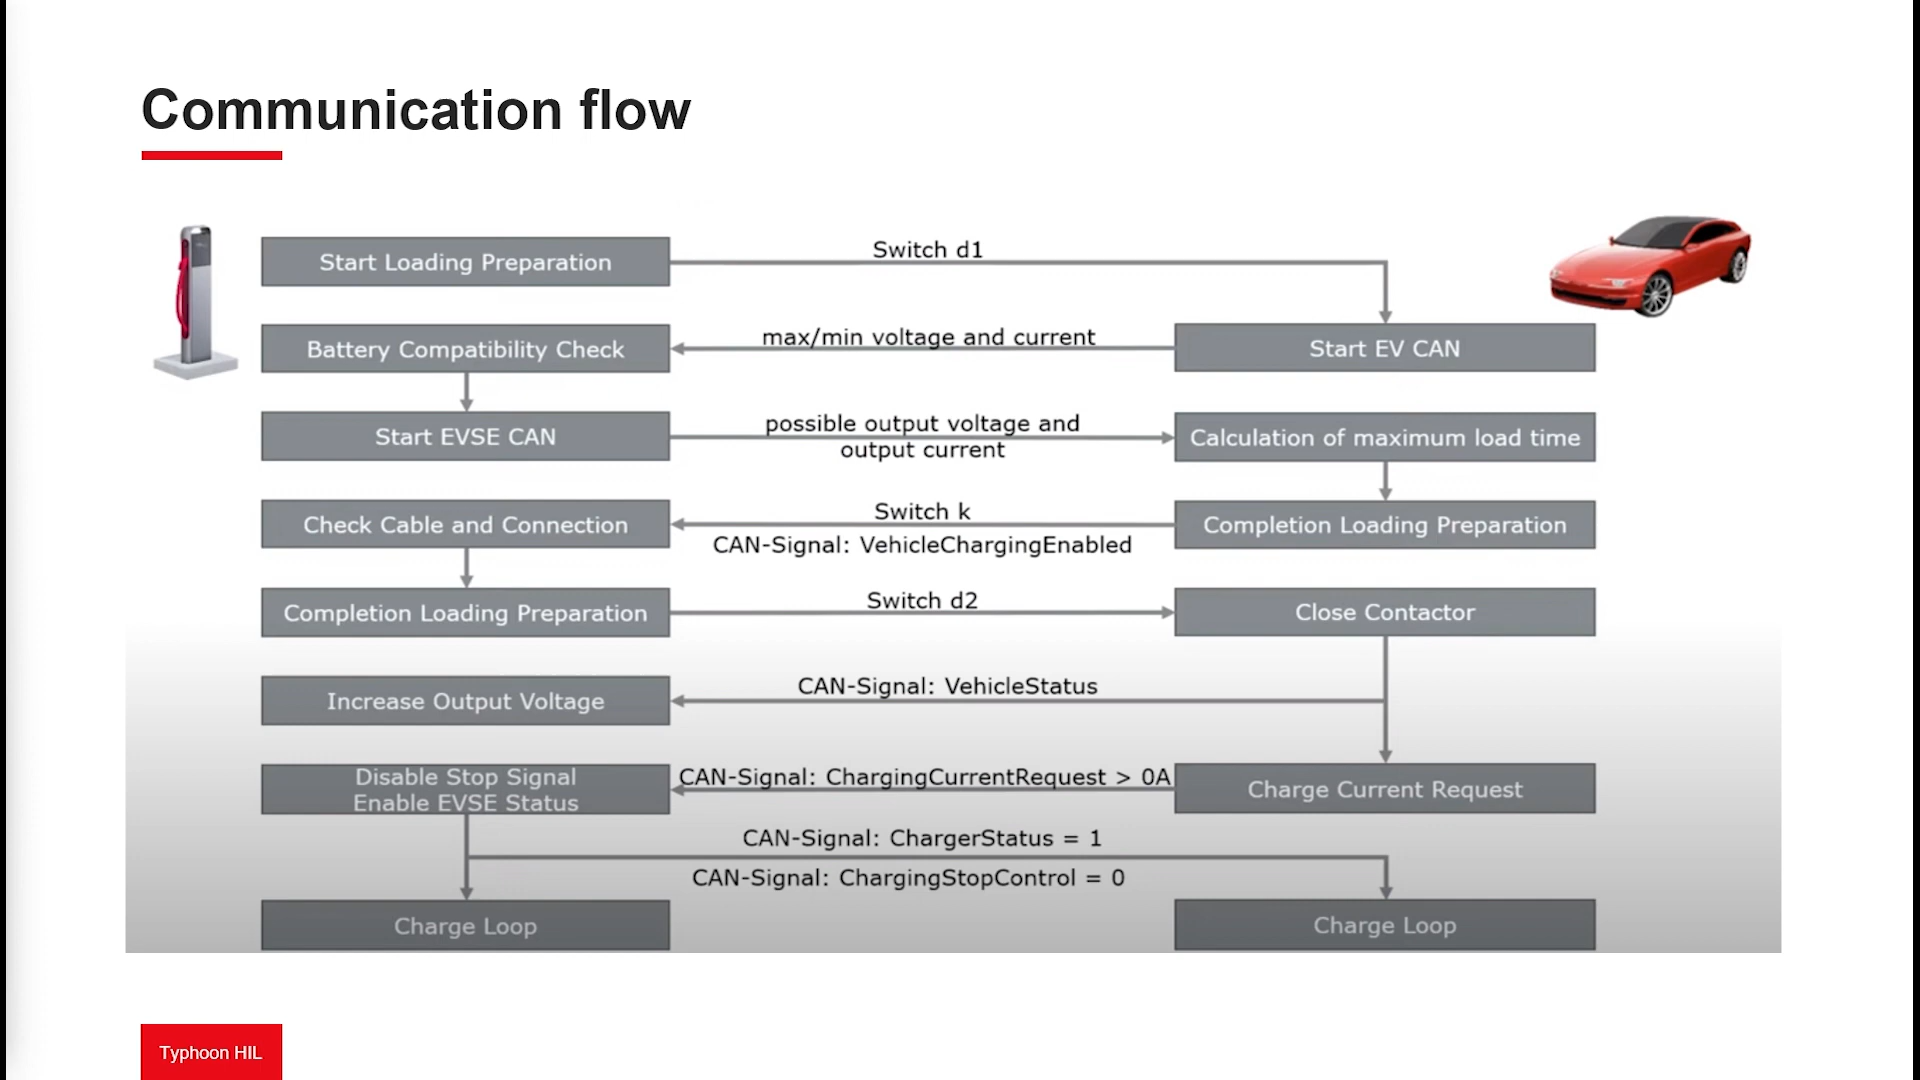 Communication flow
Start Loading Preparation
Switch d1
Battery Compatibility Check
max/min voltage and current
Start EV CAN
Start EVSE CAN
possible output voltage and
output current
Calculation of maximum load time
Check Cable and Connection
Switch k
CAN-Signal: VehicleChargingEnabled
Completion Loading Preparation
Completion Loading Preparation
Switch d2
Close Contactor
Increase Output Voltage
CAN-Signal: VehicleStatus
Disable Stop Signal
Enable EVSE Status
CAN-Signal: ChargingCurrentRequest > 0A
Charge Current Request
CAN-Signal: ChargerStatus = 1
CAN-Signal: ChargingStopControl = 0
Charge Loop
Charge Loop
Typhoon HIL